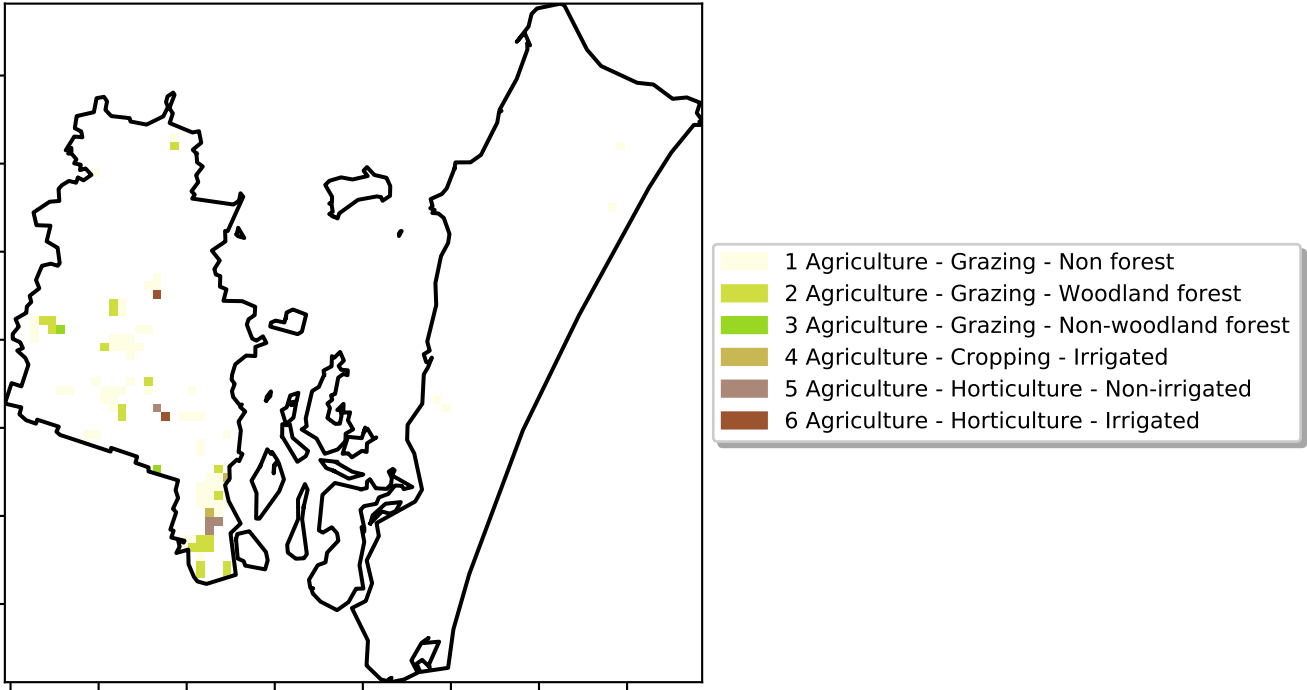 1 Agriculture - Grazing - Non forest
2 Agriculture - Grazing - Woodland forest
3 Agriculture - Grazing - Non-woodland forest
4 Agriculture - Cropping - Irrigated
5 Agriculture - Horticulture - Non-irrigated
6 Agriculture - Horticulture - Irrigated